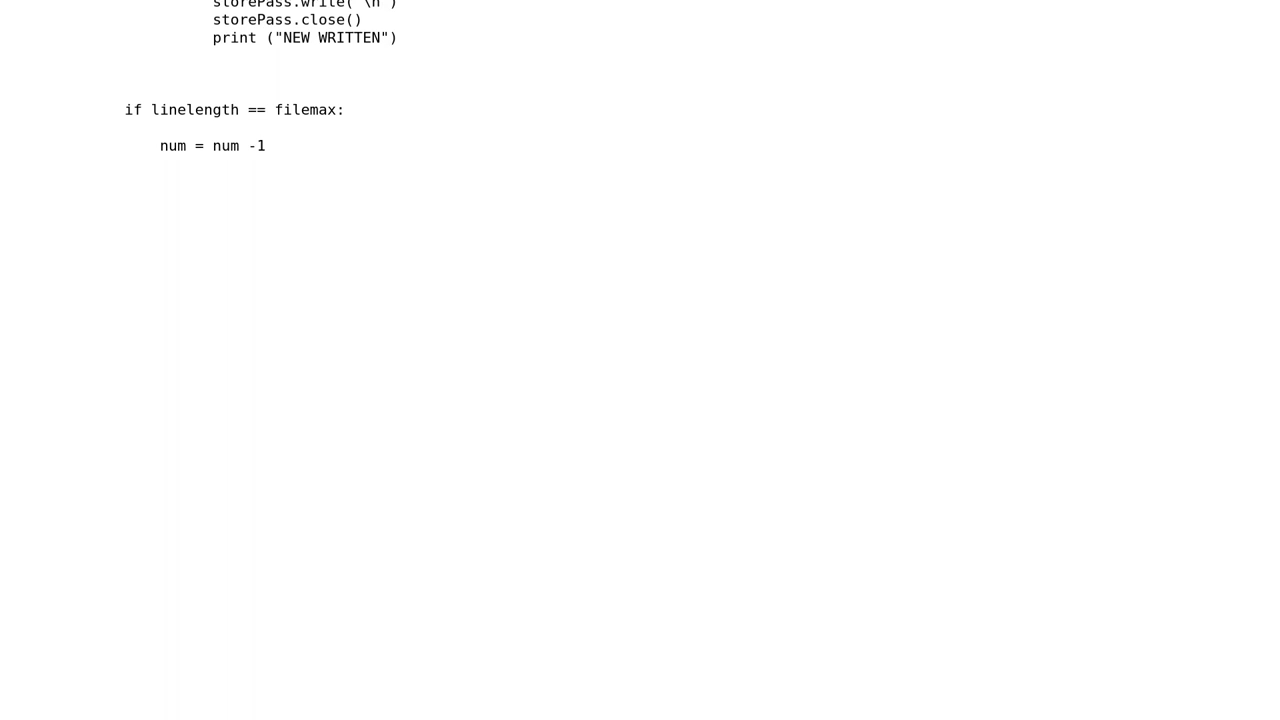 storePass.write("\n")
storePass.close()
print ("NEW WRITTEN")
if linelength == filemax:
num = num -1